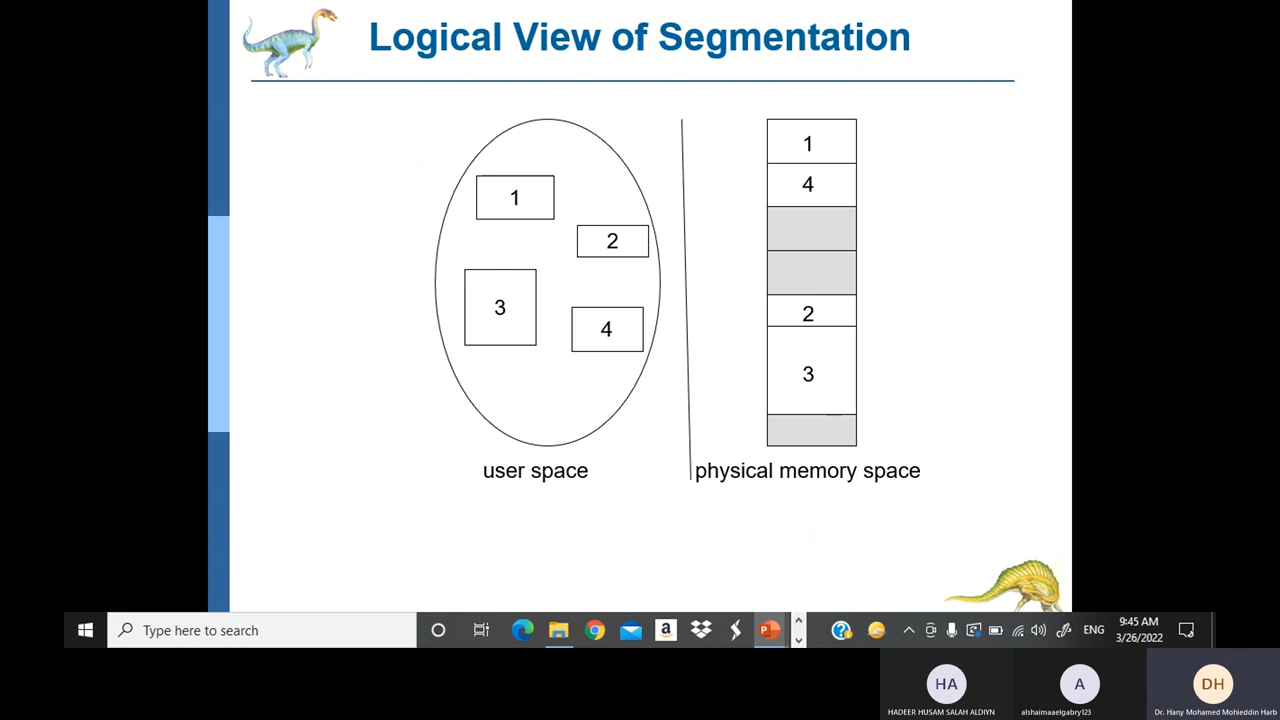 Logical View of Segmentation
1
2
3
4
user space
1
4
2
3
physical memory space
Type here to search
a
P
?
ENG
9:45 AM
3/26/2022
HA
HADEER HUSAM SALAH ALDIYN
A
alshaimaaelgabry123
DH
Dr. Hany Mohamed Mohieddin Harb